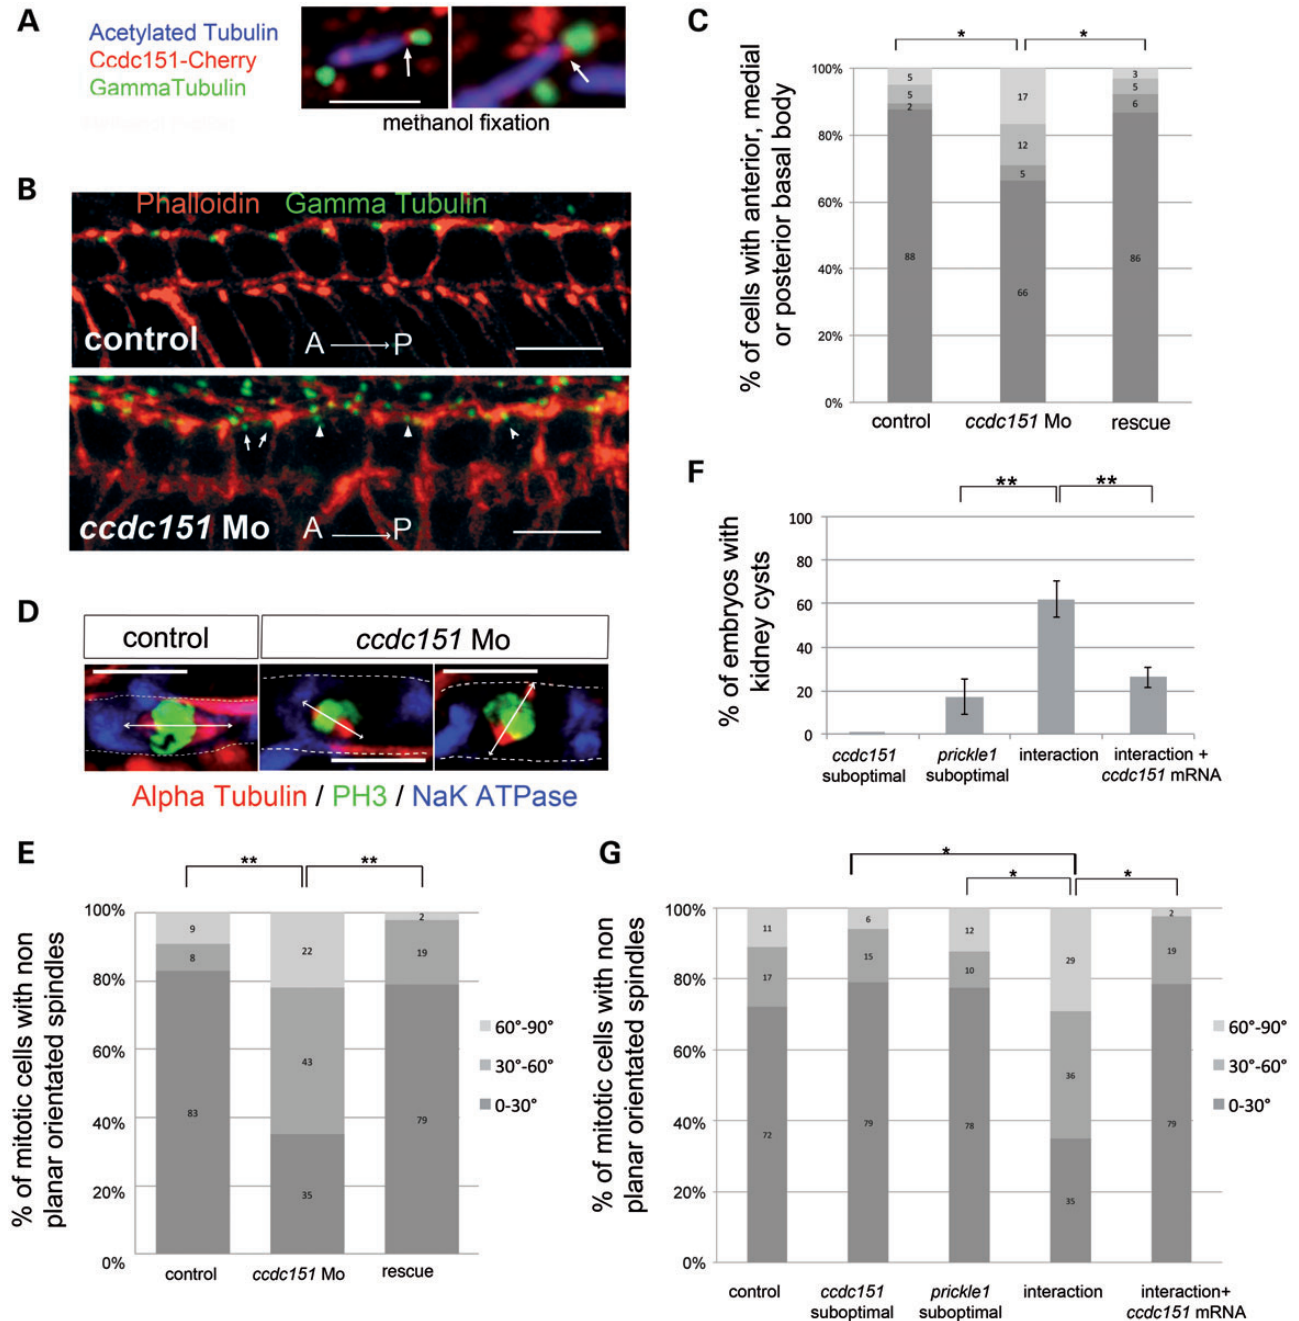 A
Acetylated Tubulin
Ccdc151-Cherry
GammaTubulin
methanol fixation
B
Phalloidin Gamma Tubulin
control
A P
ccdc151 Mo
A P
C
* *
% of cells with anterior, medial
or posterior basal body
100%
80%
60%
40%
20%
0%
5
5
2
88
17
12
5
66
3
5
6
86
control ccdc151 Mo rescue
D
control ccdc151 Mo
Alpha Tubulin / PH3 / NaK ATPase
E
** **
% of mitotic cells with non
planar orientated spindles
100%
80%
60%
40%
20%
0%
9
8
83
22
43
35
2
19
79
60°-90°
30°-60°
0-30°
control ccdc151 Mo rescue
F
** **
% of embryos with
kidney cysts
100
80
60
40
20
0
ccdc151
suboptimal
prickle1
suboptimal
interaction
interaction +
ccdc151 mRNA
G
*
* *
% of mitotic cells with non
planar orientated spindles
100%
80%
60%
40%
20%
0%
11
17
72
6
15
79
12
10
78
29
36
35
2
19
79
60°-90°
30°-60°
0-30°
control
ccdc151
suboptimal
prickle1
suboptimal
interaction
interaction+
ccdc151 mRNA